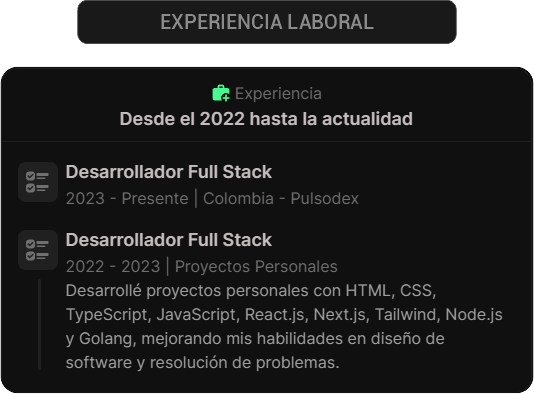 EXPERIENCIA LABORAL
Experiencia
Desde el 2022 hasta la actualidad
Desarrollador Full Stack
2023 - Presente | Colombia - Pulsodex
Desarrollador Full Stack
2022 - 2023 | Proyectos Personales
Desarrollé proyectos personales con HTML, CSS,
TypeScript, JavaScript, React.js, Next.js, Tailwind, Node.js
y Golang, mejorando mis habilidades en diseño de
software y resolución de problemas.